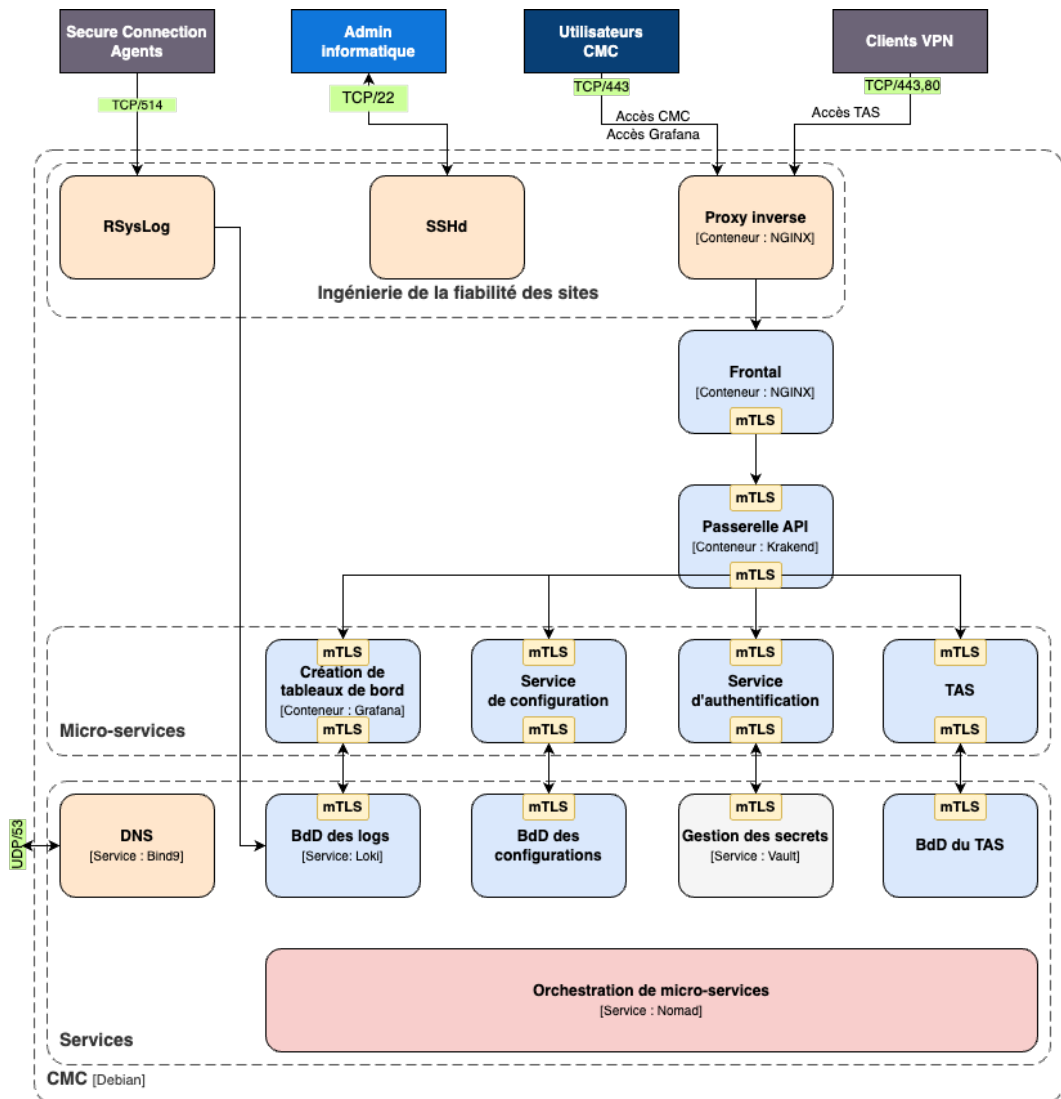 Secure Connection
Agents
Admin
informatique
Utilisateurs
CMC
Clients VPN
TCP/514
TCP/22
TCP/443
TCP/443,80
Accès CMC
Accès Grafana
Accès TAS
RSysLog
SSHd
Proxy inverse
[Conteneur : NGINX]
Ingénierie de la fiabilité des sites
Frontal
[Conteneur : NGINX]
mTLS
mTLS
Passerelle API
[Conteneur : Krakend]
mTLS
mTLS
Création de
tableaux de bord
[Conteneur : Grafana]
mTLS
mTLS
Service
de configuration
mTLS
mTLS
Service
d'authentification
mTLS
mTLS
TAS
mTLS
Micro-services
UDP/53
DNS
[Service : Bind9]
mTLS
BdD des logs
[Service: Loki]
mTLS
BdD des
configurations
mTLS
Gestion des secrets
[Service : Vault]
mTLS
BdD du TAS
Orchestration de micro-services
[Service : Nomad]
Services
CMC [Debian]